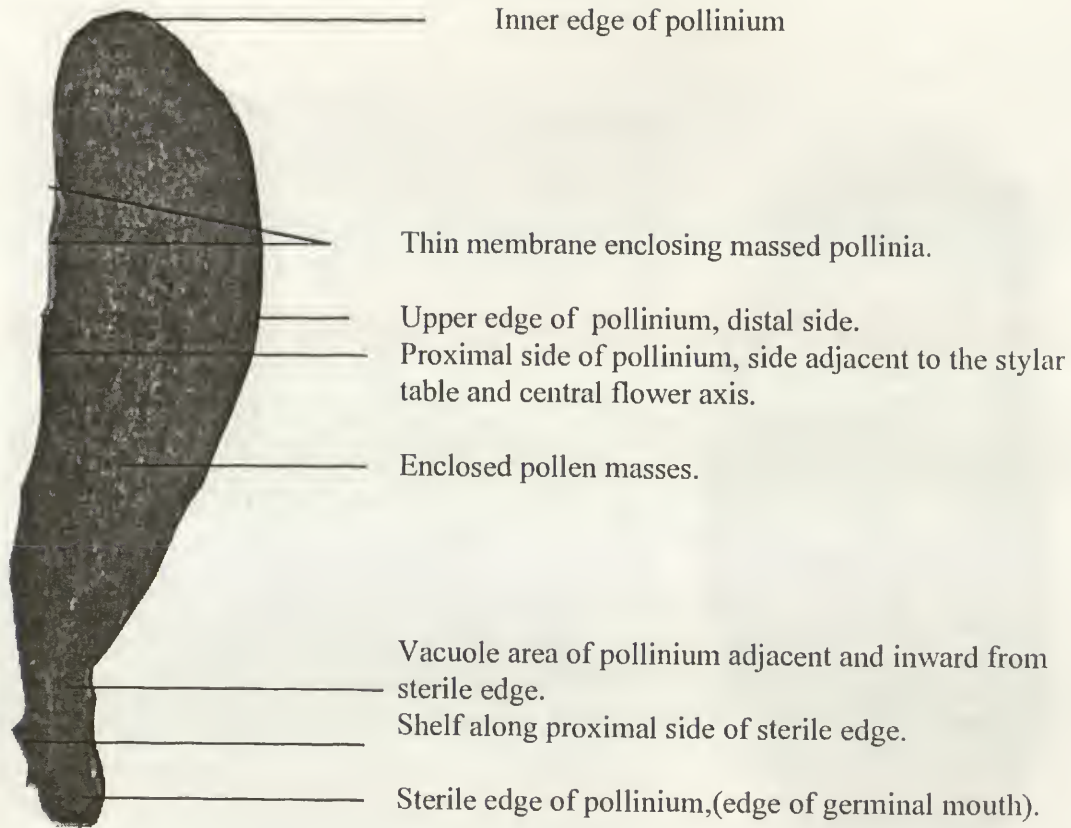 Inner edge of pollinium
Thin membrane enclosing massed pollinia.
Upper edge of pollinium, distal side.
Proximal side of pollinium, side adjacent to the stylar
table and central flower axis.
Enclosed pollen masses.
Vacuole area of pollinium adjacent and inward from
sterile edge.
Shelf along proximal side of sterile edge.
Sterile edge of pollinium,(edge of germinal mouth).